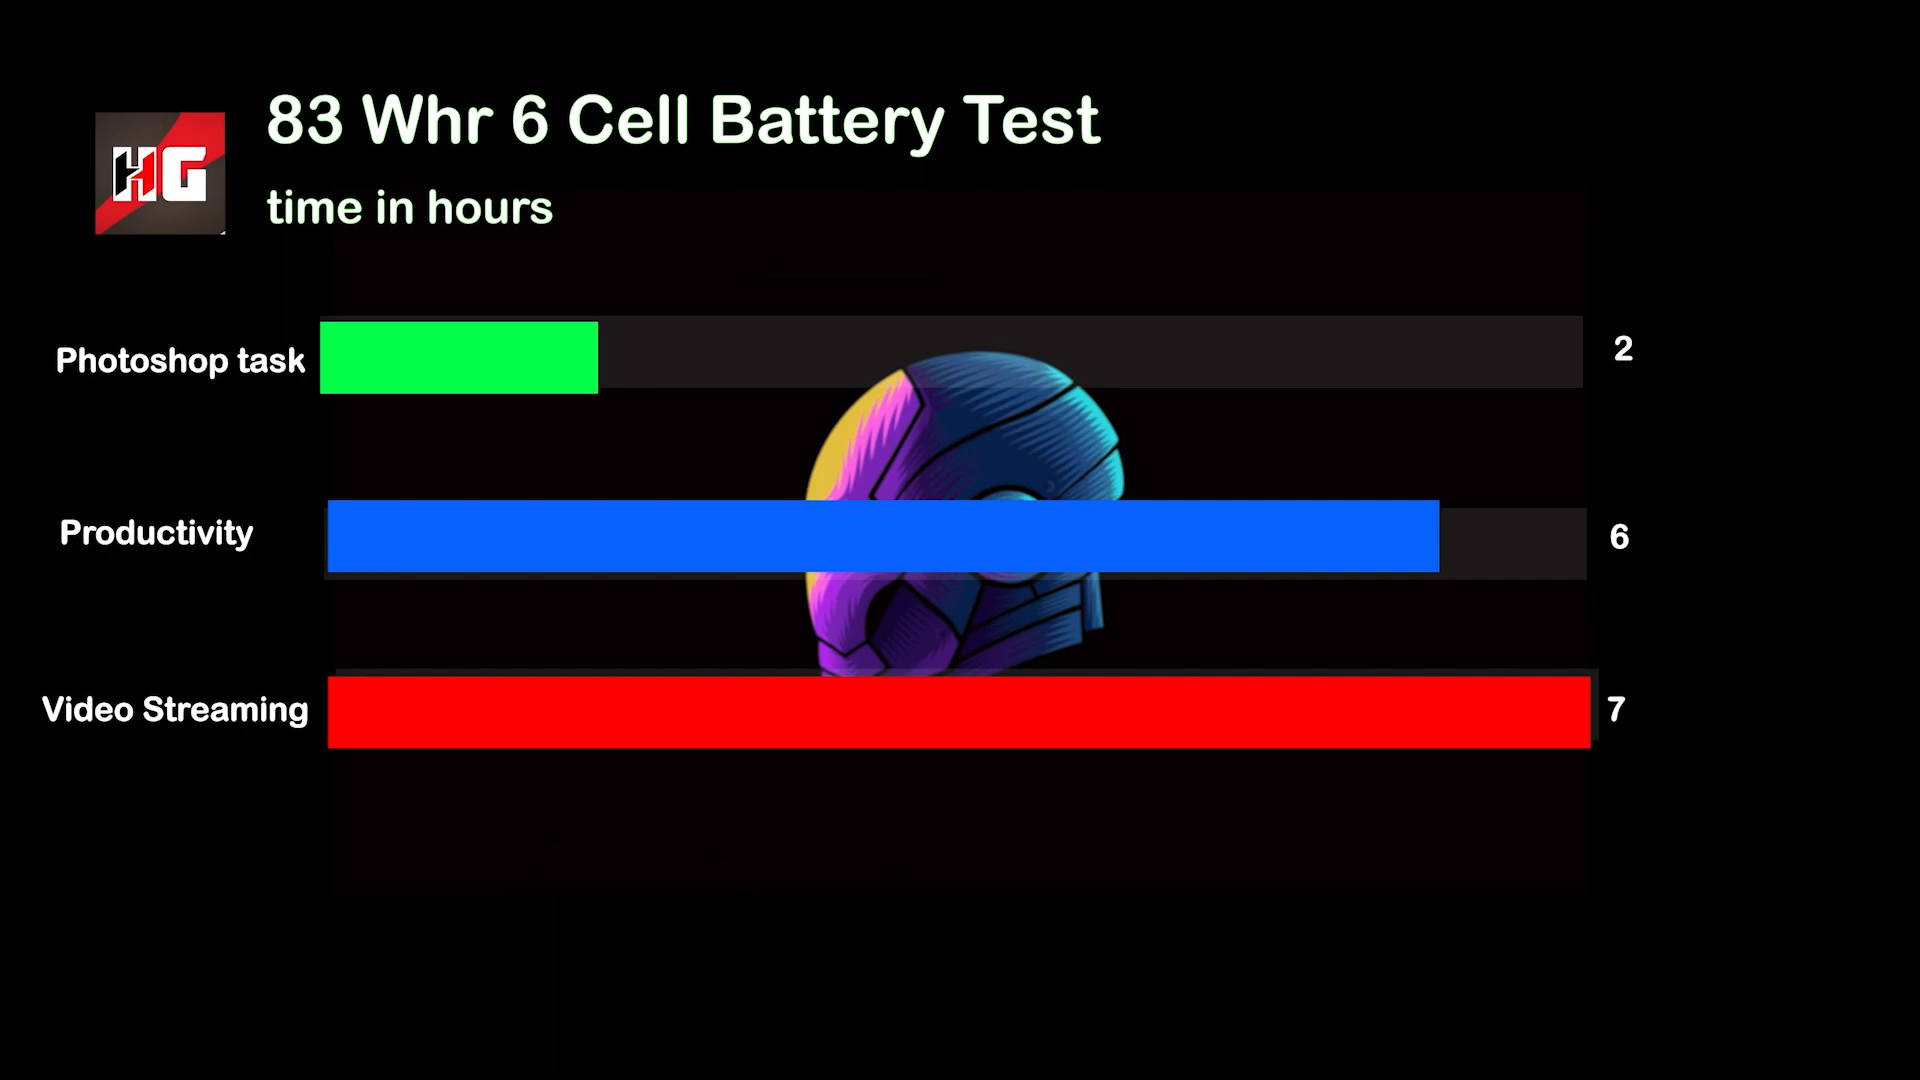 HG
83 Whr 6 Cell Battery Test
time in hours
Photoshop task 2
Productivity 6
Video Streaming 7